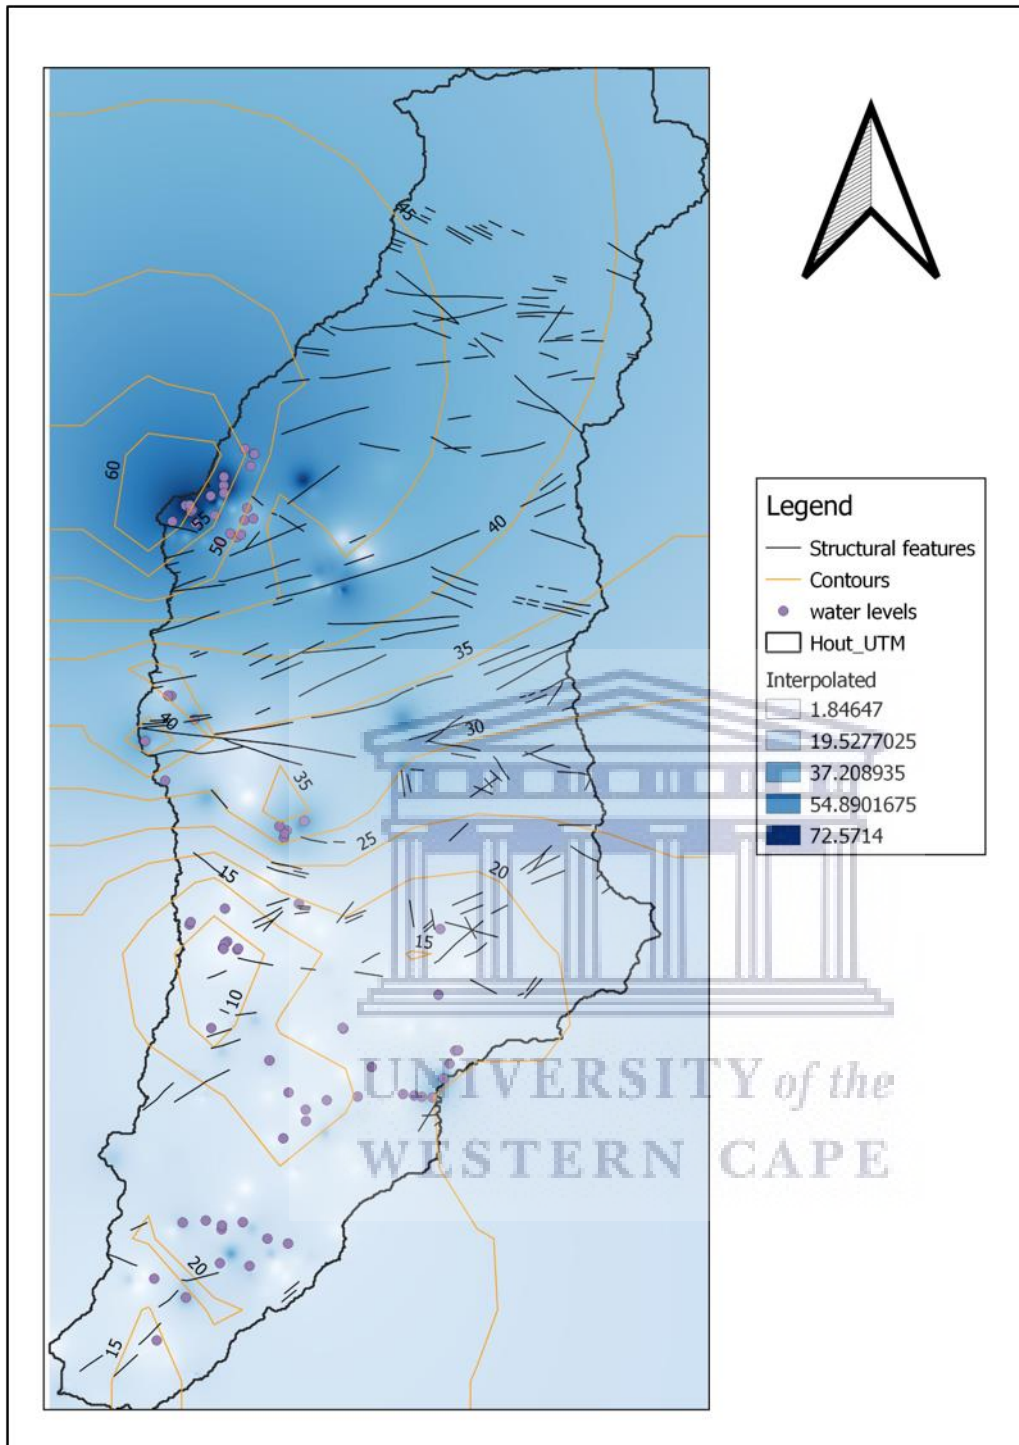 45
60
55
50
40
35
40
30
35
25
15
20
15
10
20
15
Legend
Structural features
Contours
water levels
Hout_UTM
Interpolated
1.84647
19.5277025
37.208935
54.8901675
72.5714
UNIVERSITY of the
WESTERN CAPE